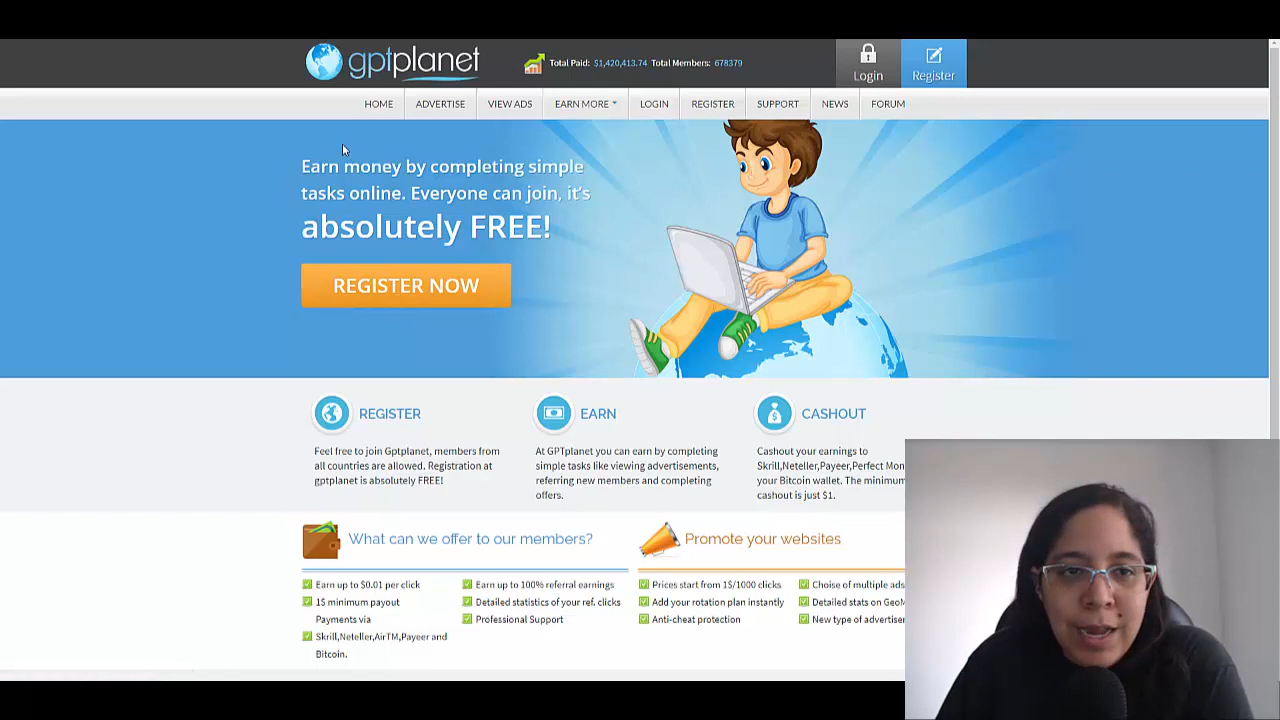 gptplanet
Total Paid: $1,420,413.74 Total Members: 678379
Login
Register
HOME
ADVERTISE
VIEW ADS
EARN MORE
LOGIN
REGISTER
SUPPORT
NEWS
FORUM
Earn money by completing simple
tasks online. Everyone can join, it's
absolutely FREE!
REGISTER NOW
REGISTER
Feel free to join Gptplanet, members from
all countries are allowed. Registration at
gptplanet is absolutely FREE!
EARN
At GPTplanet you can earn by completing
simple tasks like viewing advertisements,
referring new members and completing
offers.
CASHOUT
Cashout your earnings to
Skrill,Neteller,Payeer,Perfect Mon
your Bitcoin wallet. The minimum
cashout is just $1.
What can we offer to our members?
Earn up to $0.01 per click
1$ minimum payout
Payments via
Skrill,Neteller,AirTM,Payeer and
Bitcoin.
Earn up to 100% referral earnings
Detailed statistics of your ref. clicks
Professional Support
Promote your websites
Prices start from 1$/1000 clicks
Add your rotation plan instantly
Anti-cheat protection
Choise of multiple ads
Detailed stats on GeoM
New type of advertiser